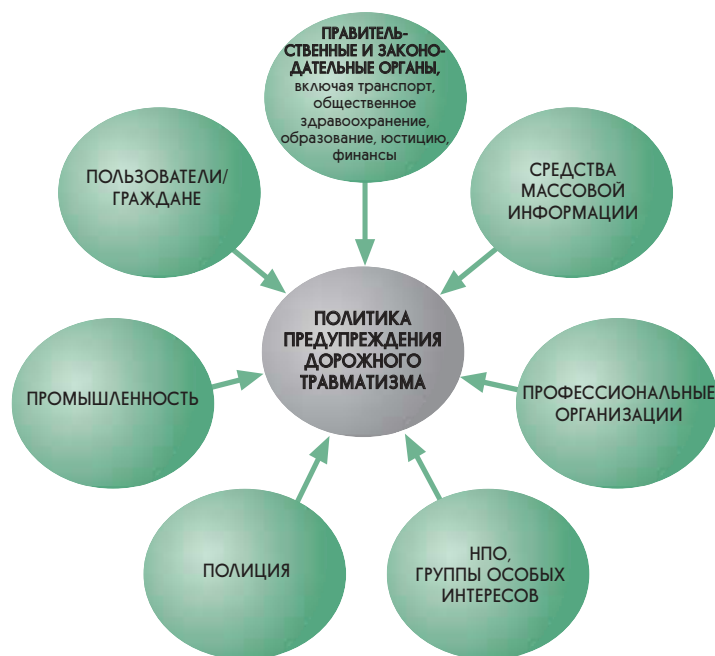 ПРАВИТЕЛЬ-
СТВЕННЫЕ И ЗАКОНО-
ДАТЕЛЬНЫЕ ОРГАНЫ,
включая транспорт,
общественное
здравоохранение,
образование, юстицию,
финансы
ПОЛЬЗОВАТЕЛИ/
ГРАЖДАНЕ
СРЕДСТВА
МАССОВОЙ
ИНФОРМАЦИИ
ПОЛИТИКА
ПРЕДУПРЕЖДЕНИЯ
ДОРОЖНОГО
ТРАВМАТИЗМА
ПРОМЫШЛЕННОСТЬ
ПРОФЕССИОНАЛЬНЫЕ
ОРГАНИЗАЦИИ
ПОЛИЦИЯ
НПО,
ГРУППЫ ОСОБЫХ
ИНТЕРЕСОВ